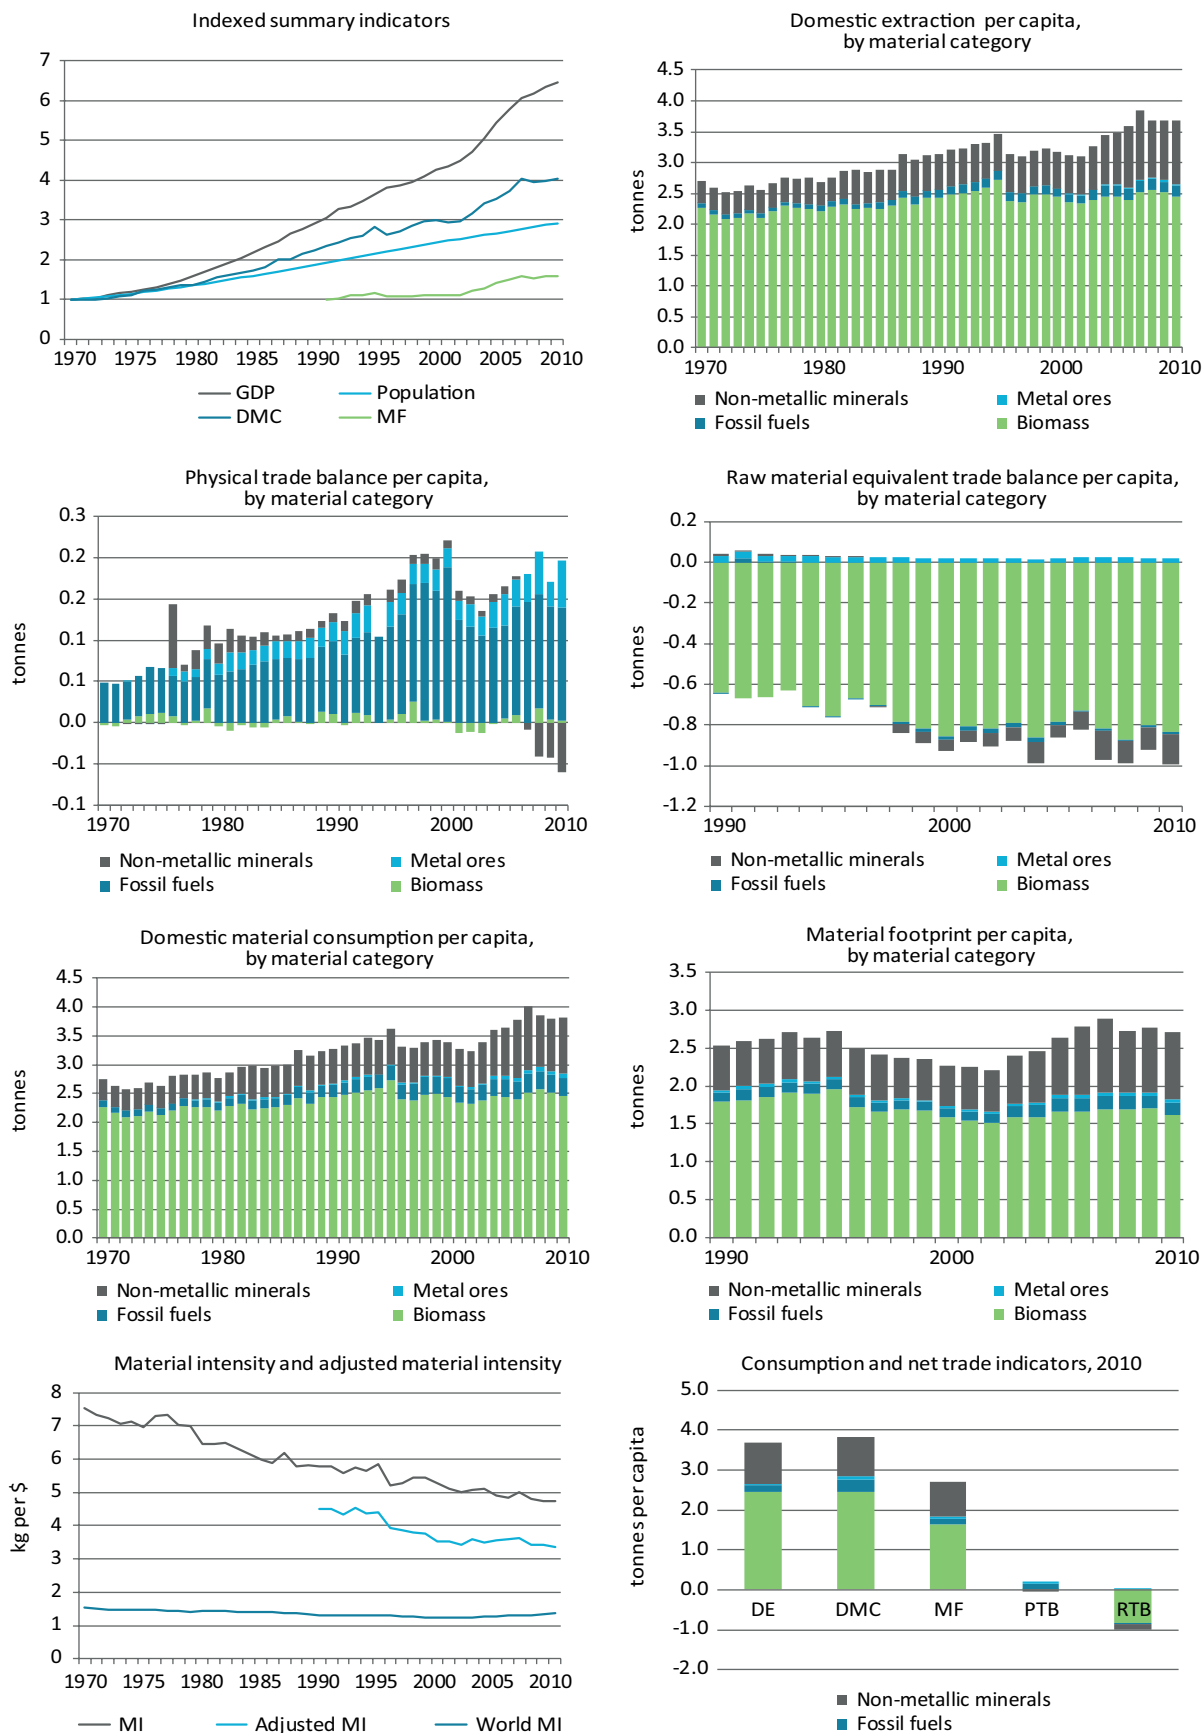 Indexed summary indicators
7
6
5
4
3
2
1
0
1970 1975 1980 1985 1990 1995 2000 2005 2010
GDP Population
DMC MF
Domestic extraction per capita,
by material category
tonnes
4.5
4.0
3.5
3.0
2.5
2.0
1.5
1.0
0.5
0.0
1970 1980 1990 2000 2010
Non-metallic minerals Metal ores
Fossil fuels Biomass
Physical trade balance per capita,
by material category
tonnes
0.3
0.2
0.2
0.1
0.1
0.0
-0.1
-0.1
1970 1980 1990 2000 2010
Non-metallic minerals Metal ores
Fossil fuels Biomass
Raw material equivalent trade balance per capita,
by material category
tonnes
0.2
0.0
-0.2
-0.4
-0.6
-0.8
-1.0
-1.2
1990 2000 2010
Non-metallic minerals Metal ores
Fossil fuels Biomass
Domestic material consumption per capita,
by material category
tonnes
4.5
4.0
3.5
3.0
2.5
2.0
1.5
1.0
0.5
0.0
1970 1980 1990 2000 2010
Non-metallic minerals Metal ores
Fossil fuels Biomass
Material footprint per capita,
by material category
tonnes
3.5
3.0
2.5
2.0
1.5
1.0
0.5
0.0
1990 2000 2010
Non-metallic minerals Metal ores
Fossil fuels Biomass
Material intensity and adjusted material intensity
kg per $
8
7
6
5
4
3
2
1
0
1970 1975 1980 1985 1990 1995 2000 2005 2010
MI Adjusted MI World MI
Consumption and net trade indicators, 2010
tonnes per capita
5.0
4.0
3.0
2.0
1.0
0.0
-1.0
-2.0
DE DMC MF PTB RTB
Non-metallic minerals
Fossil fuels